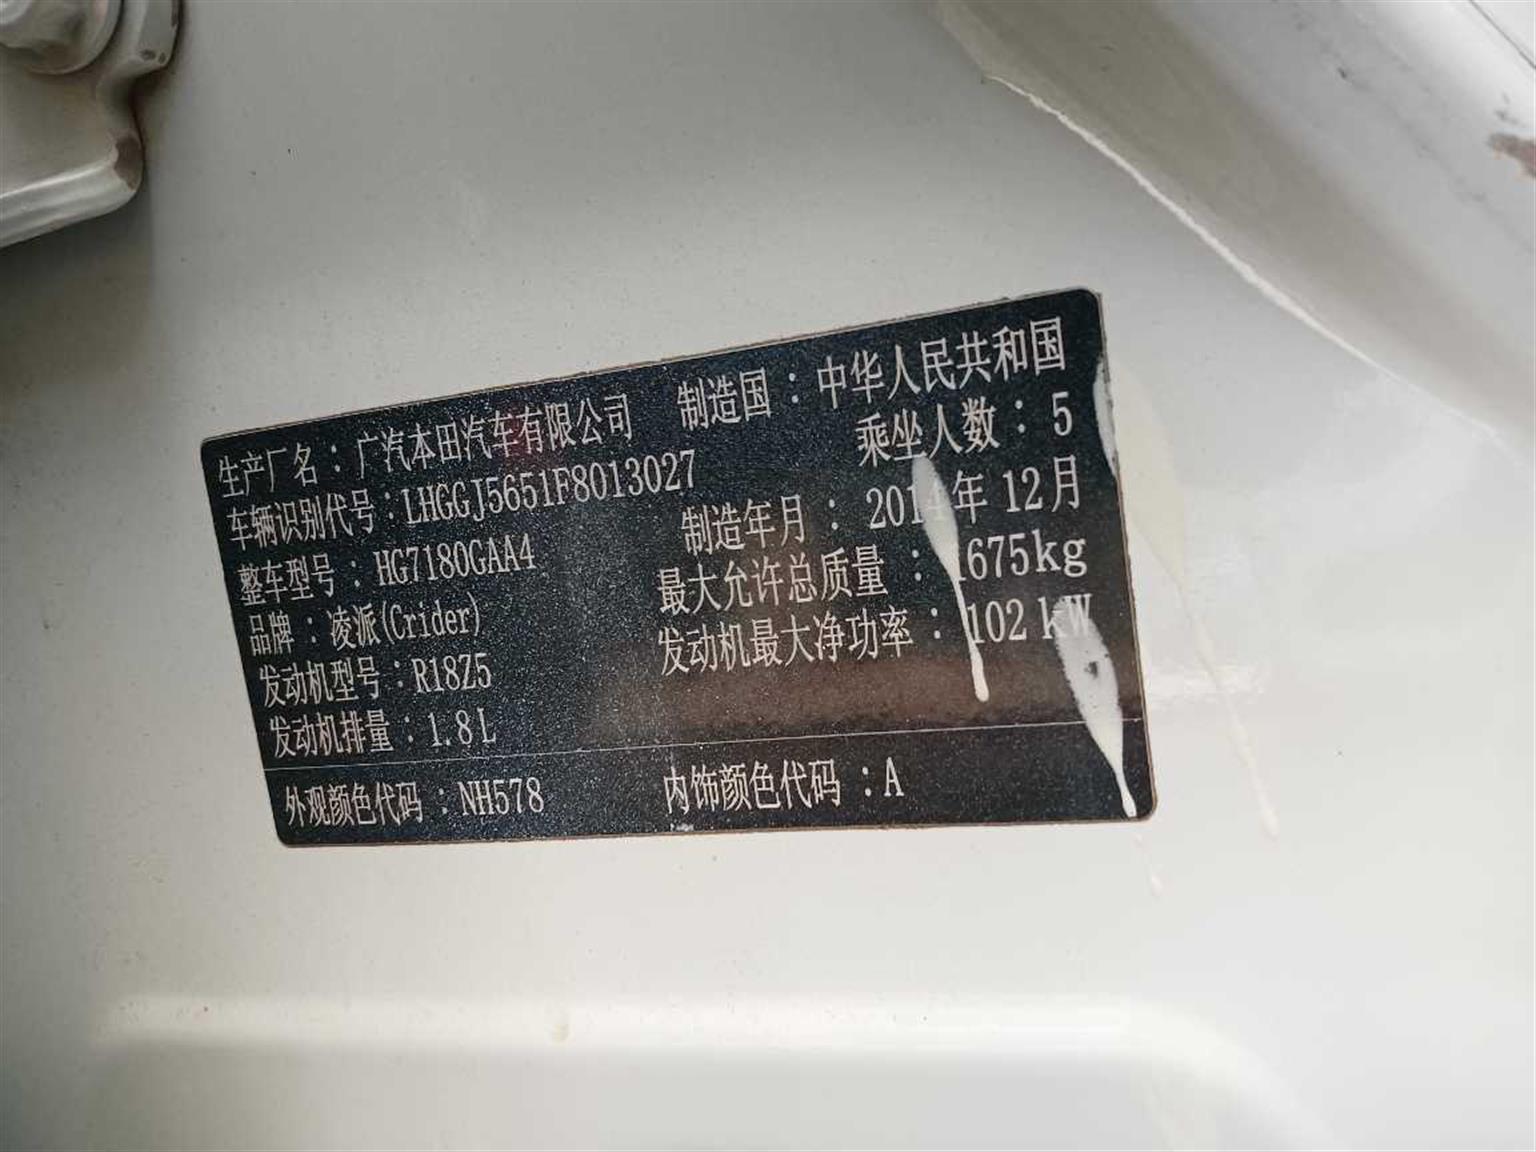 生产厂名：广汽本田汽车有限公司 制造国：中华人民共和国
车辆识别代号：LHGGJ5651F8013027 乘坐人数：5
整车型号：HG7180GAA4 制造年月：2014年12月
品牌：凌派(Crider) 最大允许总质量：1675kg
发动机型号：R18Z5 发动机最大净功率：102kW
发动机排量：1.8L
外观颜色代码：NH578 内饰颜色代码：A